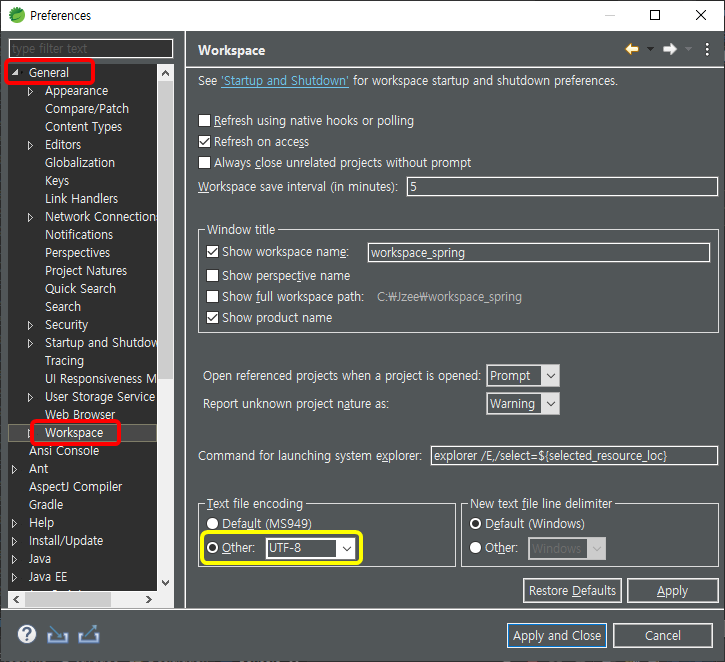 Preferences
type filter text
General
Appearance
Compare/Patch
Content Types
Editors
Globalization
Keys
Link Handlers
Network Connection
Notifications
Perspectives
Project Natures
Quick Search
Search
Security
Startup and Shutdow
Tracing
UI Responsiveness M
User Storage Service
Web Browser
Workspace
Ansi Console
Ant
AspectJ Compiler
Gradle
Help
Install/Update
Java
Java EE
Workspace
See 'Startup and Shutdown' for workspace startup and shutdown preferences.
Refresh using native hooks or polling
Refresh on access
Always close unrelated projects without prompt
Workspace save interval (in minutes): 5
Window title
Show workspace name: workspace_spring
Show perspective name
Show full workspace path: C:₩Jzee₩workspace_spring
Show product name
Open referenced projects when a project is opened: Prompt
Report unknown project nature as: Warning
Command for launching system explorer: explorer /E,/select=${selected_resource_loc}
Text file encoding
Default (MS949)
Other: UTF-8
New text file line delimiter
Default (Windows)
Other: Windows
Restore Defaults
Apply
Apply and Close
Cancel